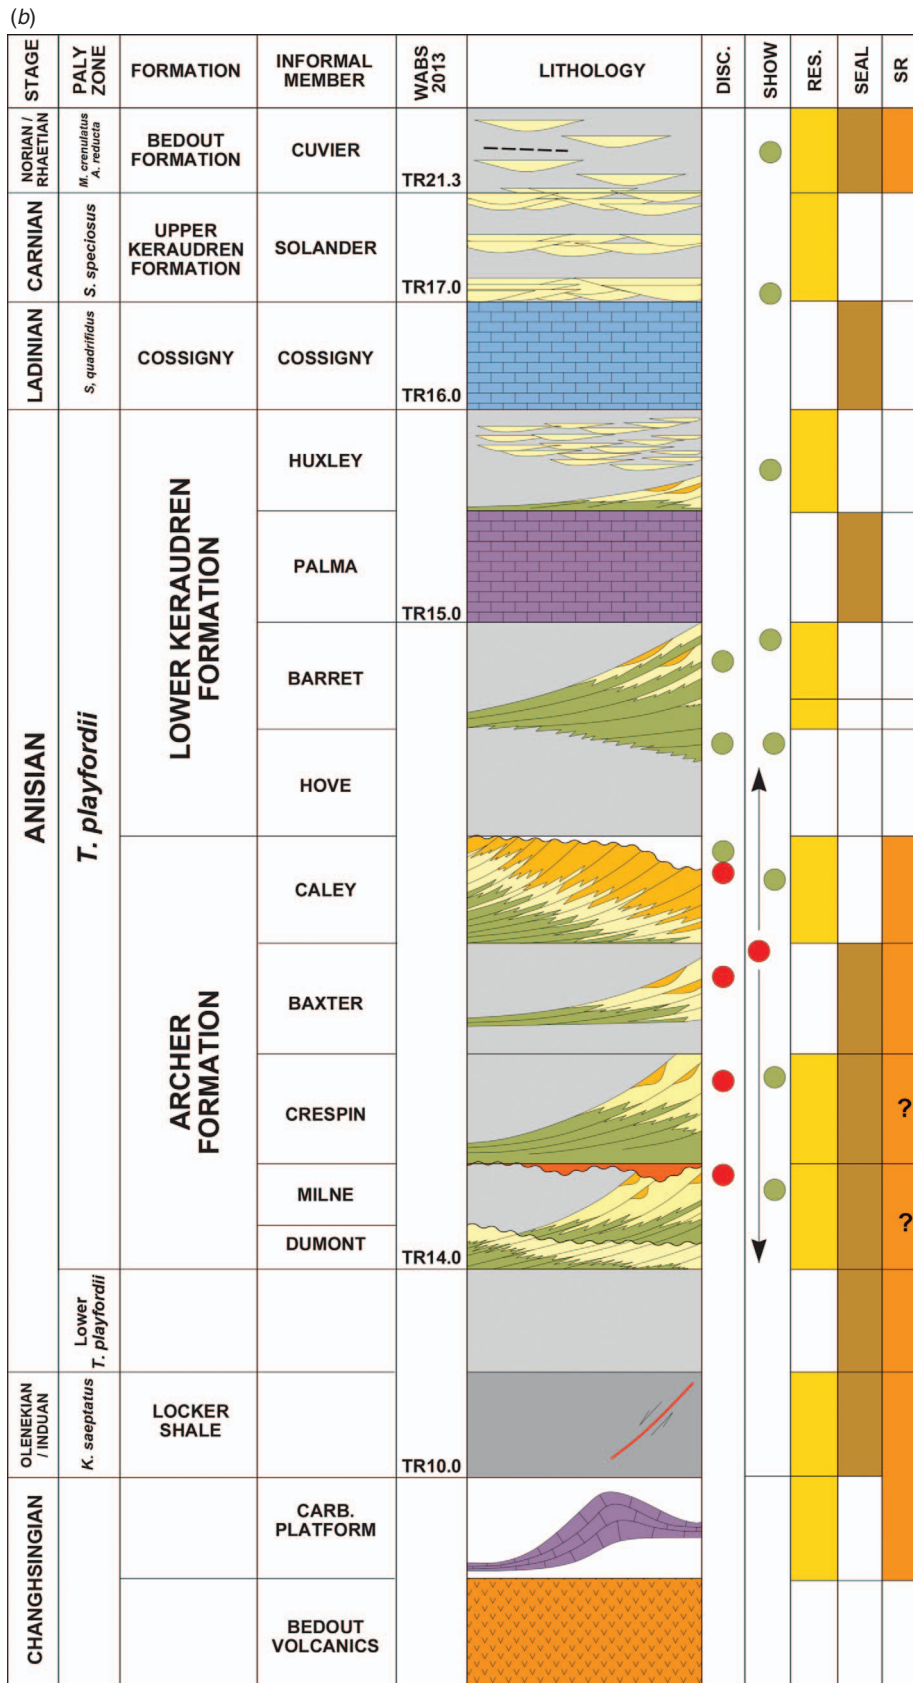 (b)
STAGE
PALY
ZONE
FORMATION
INFORMAL
MEMBER
WABS
2013
LITHOLOGY
DISC.
SHOW
RES.
SEAL
SR
NORIAN /
RHAETIAN
M. crenulatus
A. reducta
BEDOUT
FORMATION
CUVIER
TR21.3
CARNIAN
S. speciosus
UPPER
KERAUDREN
FORMATION
SOLANDER
TR17.0
LADINIAN
S, quadrifidus
COSSIGNY
COSSIGNY
TR16.0
ANISIAN
T. playfordii
LOWER KERAUDREN
FORMATION
HUXLEY
PALMA
TR15.0
BARRET
HOVE
ARCHER
FORMATION
CALEY
BAXTER
CRESPIN
?
MILNE
?
DUMONT
TR14.0
Lower
T. playfordii
OLENEKIAN
/ INDUAN
K. saeptatus
LOCKER
SHALE
TR10.0
CHANGHSINGIAN
CARB.
PLATFORM
BEDOUT
VOLCANICS